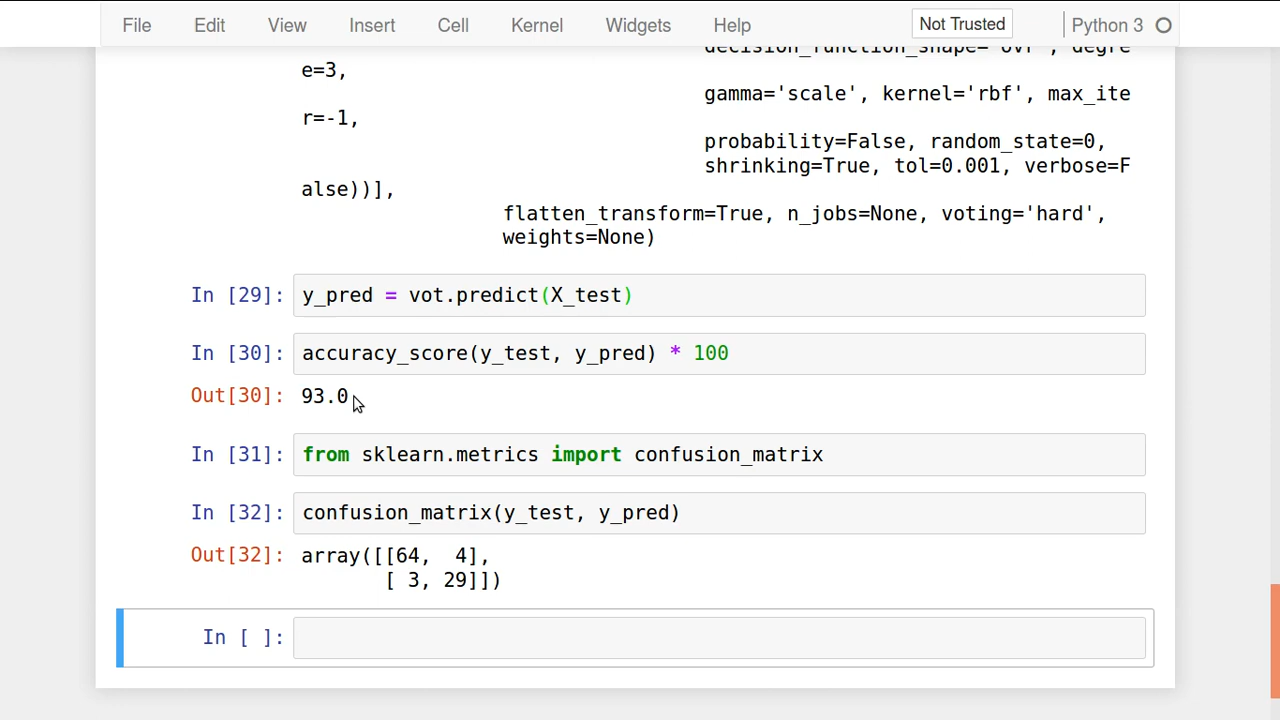 File Edit View Insert Cell Kernel Widgets Help Not Trusted Python 3
decision_function_shape='ovr', degre
e=3,
gamma='scale', kernel='rbf', max_ite
r=-1,
probability=False, random_state=0,
shrinking=True, tol=0.001, verbose=F
alse))],
flatten_transform=True, n_jobs=None, voting='hard',
weights=None)
In [29]: y_pred = vot.predict(X_test)
In [30]: accuracy_score(y_test, y_pred) * 100
Out[30]: 93.0
In [31]: from sklearn.metrics import confusion_matrix
In [32]: confusion_matrix(y_test, y_pred)
Out[32]: array([[64, 4],
[ 3, 29]])
In [ ]: